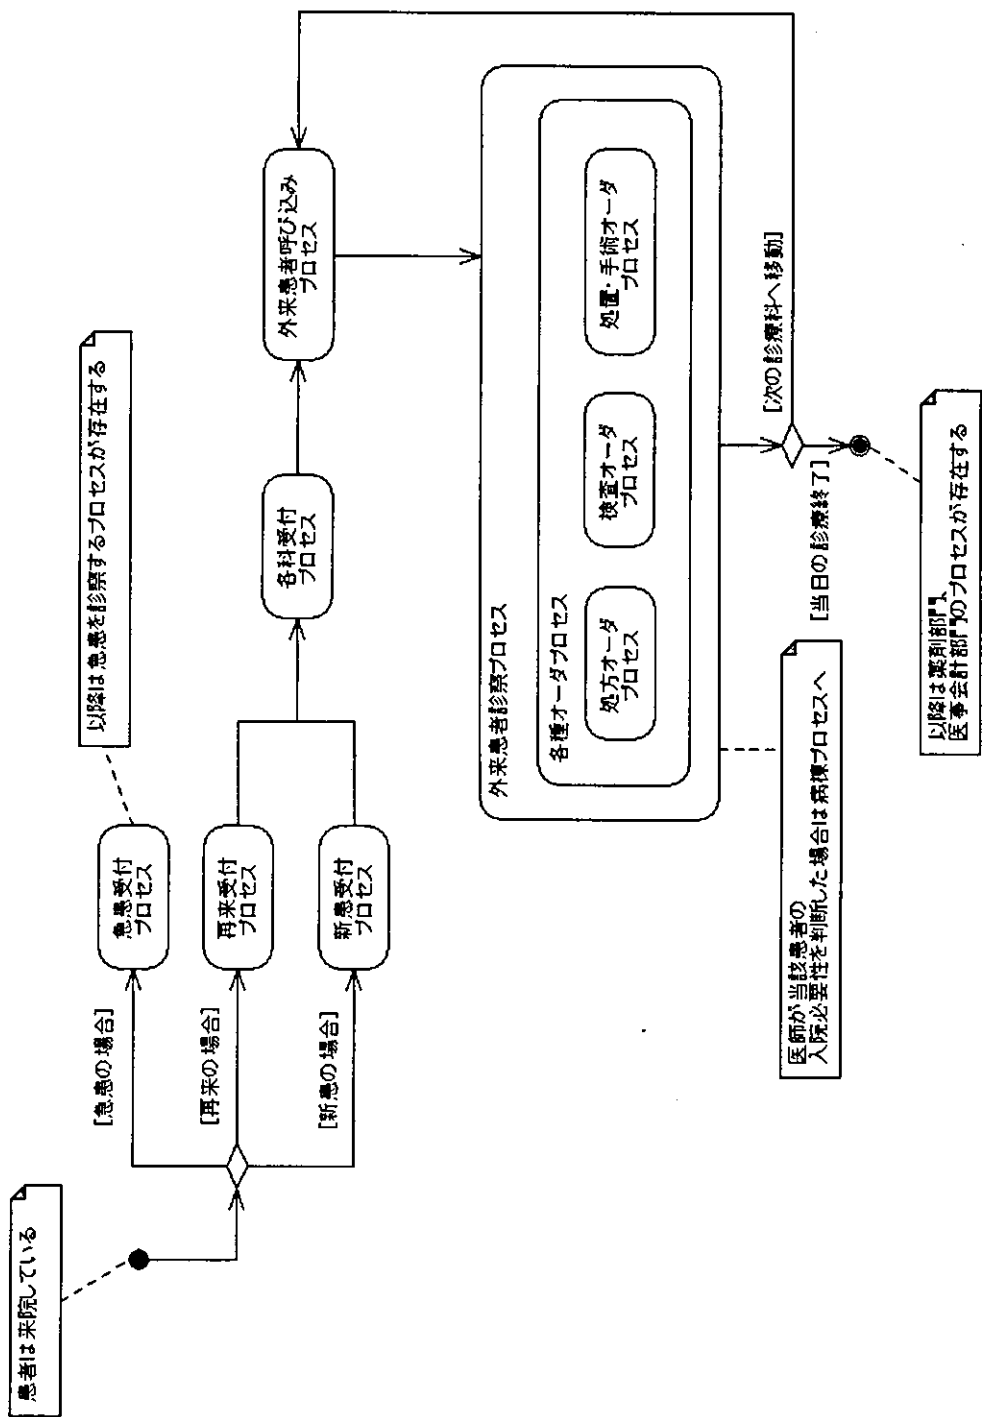 患者は来院している
[急患の場合]
[再来の場合]
[新患の場合]
急患受付
プロセス
再来受付
プロセス
新患受付
プロセス
以降は急患を診察するプロセスが存在する
各科受付
プロセス
外来患者呼び込み
プロセス
外来患者診察プロセス
各種オーダプロセス
処方オーダ
プロセス
検査オーダ
プロセス
処置・手術オーダ
プロセス
医師が当該患者の
入院必要性を判断した場合は病棟プロセスへ
[当日の診療終了]
[次の診療科へ移動]
以降は薬剤部門、
医事会計部門のプロセスが存在する